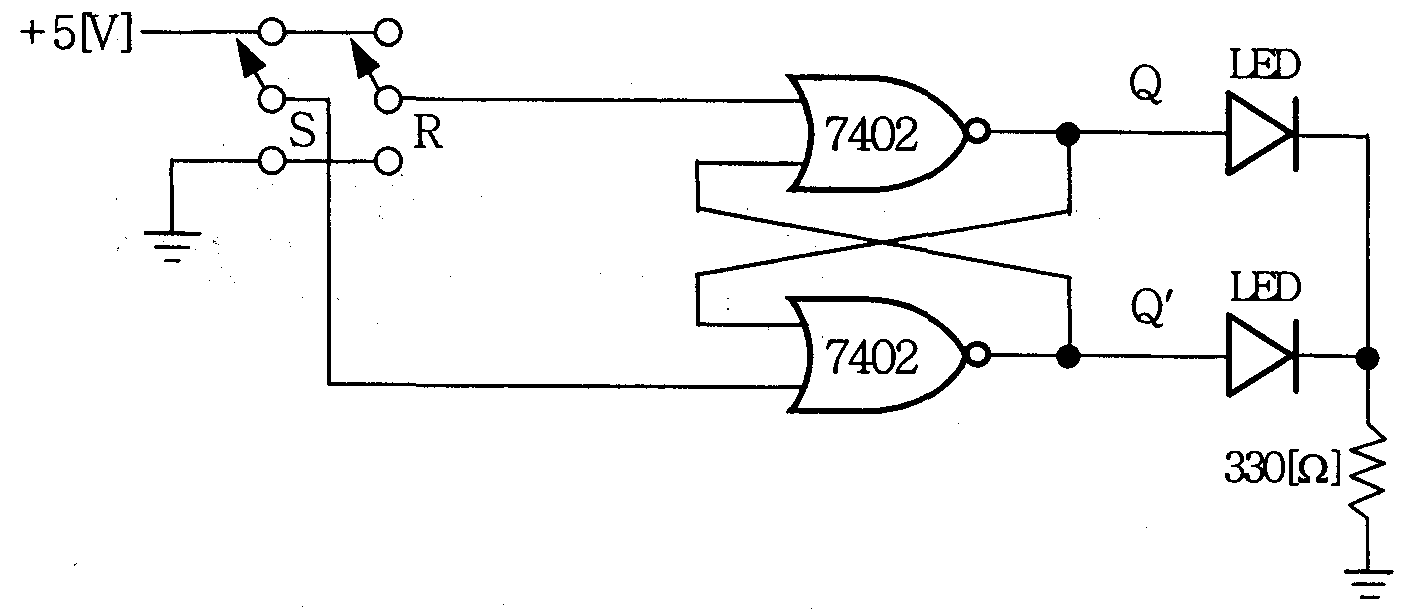 +5[V]
S
R
7402
Q
LED
7402
Q′
LED
330[Ω]